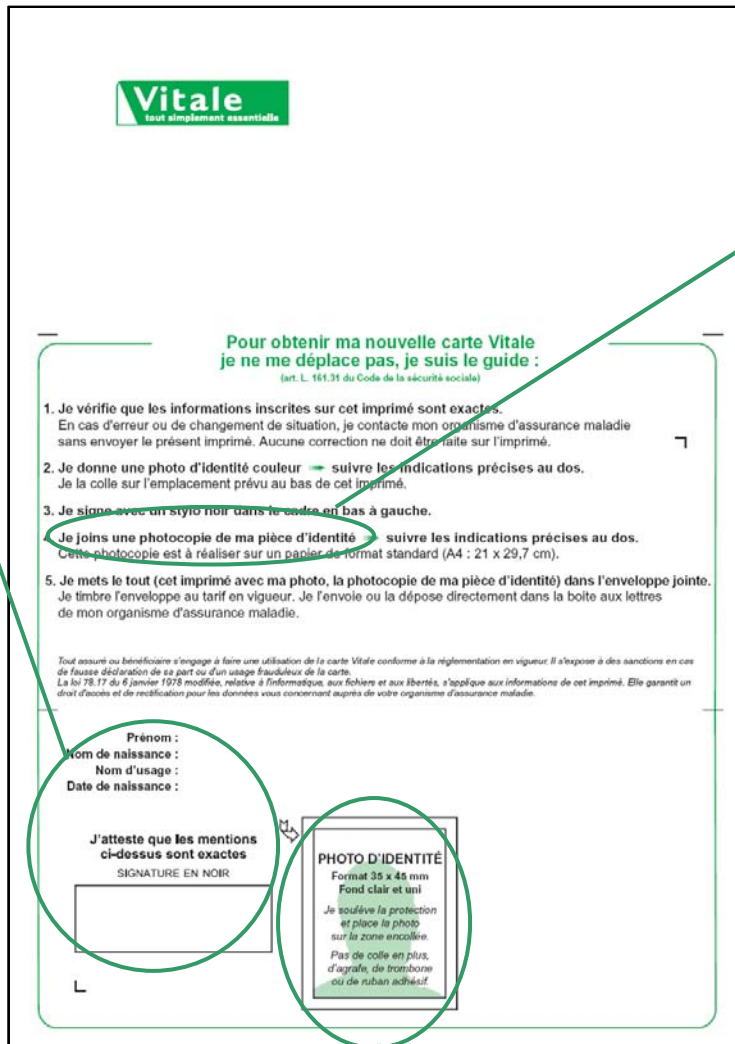 Vitale
tout simplement essentielle
Pour obtenir ma nouvelle carte Vitale
je ne me déplace pas, je suis le guide :
(art. L. 161.31 du Code de la sécurité sociale)
1. Je vérifie que les informations inscrites sur cet imprimé sont exactes.
En cas d'erreur ou de changement de situation, je contacte mon organisme d'assurance maladie
sans envoyer le présent imprimé. Aucune correction ne doit être faite sur l'imprimé.
2. Je donne une photo d'identité couleur ➡ suivre les indications précises au dos.
Je la colle sur l'emplacement prévu au bas de cet imprimé.
3. Je signe avec un stylo noir dans le cadre en bas à gauche.
4. Je joins une photocopie de ma pièce d'identité ➡ suivre les indications précises au dos.
Cette photocopie est à réaliser sur un papier de format standard (A4 : 21 x 29,7 cm).
5. Je mets le tout (cet imprimé avec ma photo, la photocopie de ma pièce d'identité) dans l'enveloppe jointe.
Je timbre l'enveloppe au tarif en vigueur. Je l'envoie ou la dépose directement dans la boite aux lettres
de mon organisme d'assurance maladie.
Tout assuré ou bénéficiaire s'engage à faire une utilisation de la carte Vitale conforme à la réglementation en vigueur. Il s'expose à des sanctions en cas
de fausse déclaration de sa part ou d'un usage frauduleux de la carte.
La loi 78.17 du 6 janvier 1978 modifiée, relative à l'informatique, aux fichiers et aux libertés, s'applique aux informations de cet imprimé. Elle garantit un
droit d'accès et de rectification pour les données vous concernant auprès de votre organisme d'assurance maladie.
Prénom :
Nom de naissance :
Nom d'usage :
Date de naissance :
J'atteste que les mentions
ci-dessus sont exactes
SIGNATURE EN NOIR
PHOTO D'IDENTITÉ
Format 35 x 45 mm
Fond clair et uni
Je soulève la protection
et place la photo
sur la zone encollée.
Pas de colle en plus,
d'agrafe, de trombone
ou de ruban adhésif.